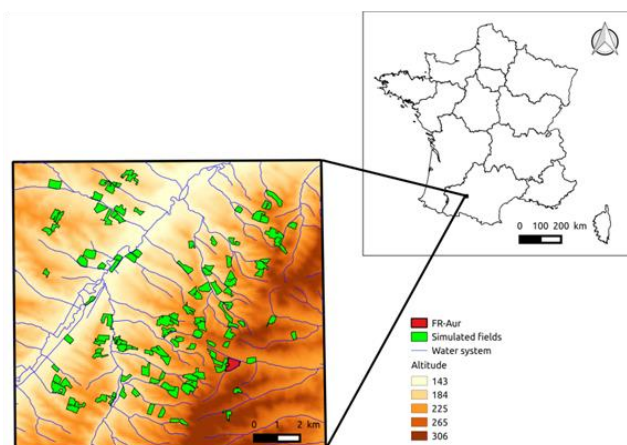 0 100 200 km
FR-Aur
Simulated fields
Water system
Altitude
143
184
225
265
306
0 1 2 km